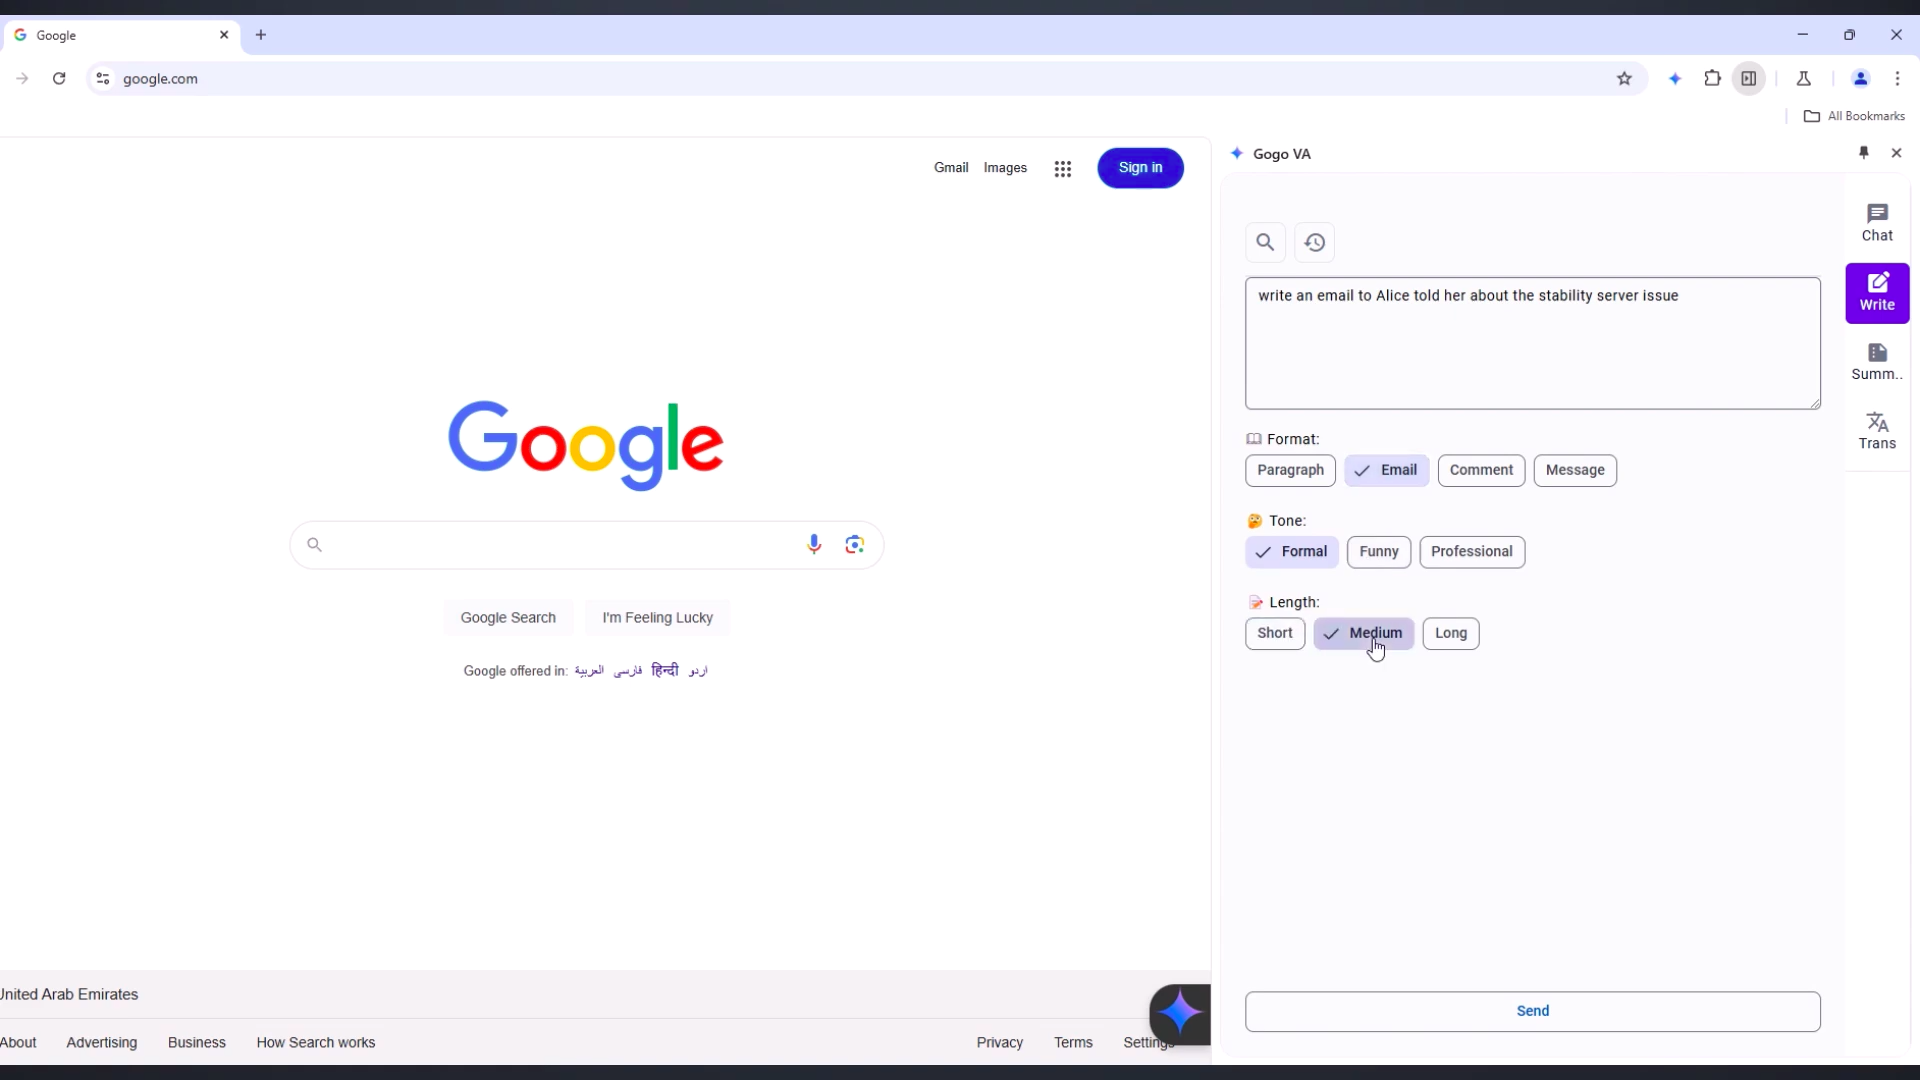 Google
google.com
All Bookmarks
Gmail Images Sign in
Google
Google Search I'm Feeling Lucky
Google offered in: العربية فارسی हिन्दी اردو
United Arab Emirates
About Advertising Business How Search works Privacy Terms Settings
Gogo VA
write an email to Alice told her about the stability server issue
Format:
Paragraph Email Comment Message
Tone:
Formal Funny Professional
Length:
Short Medium Long
Send
Chat
Write
Summ..
Trans